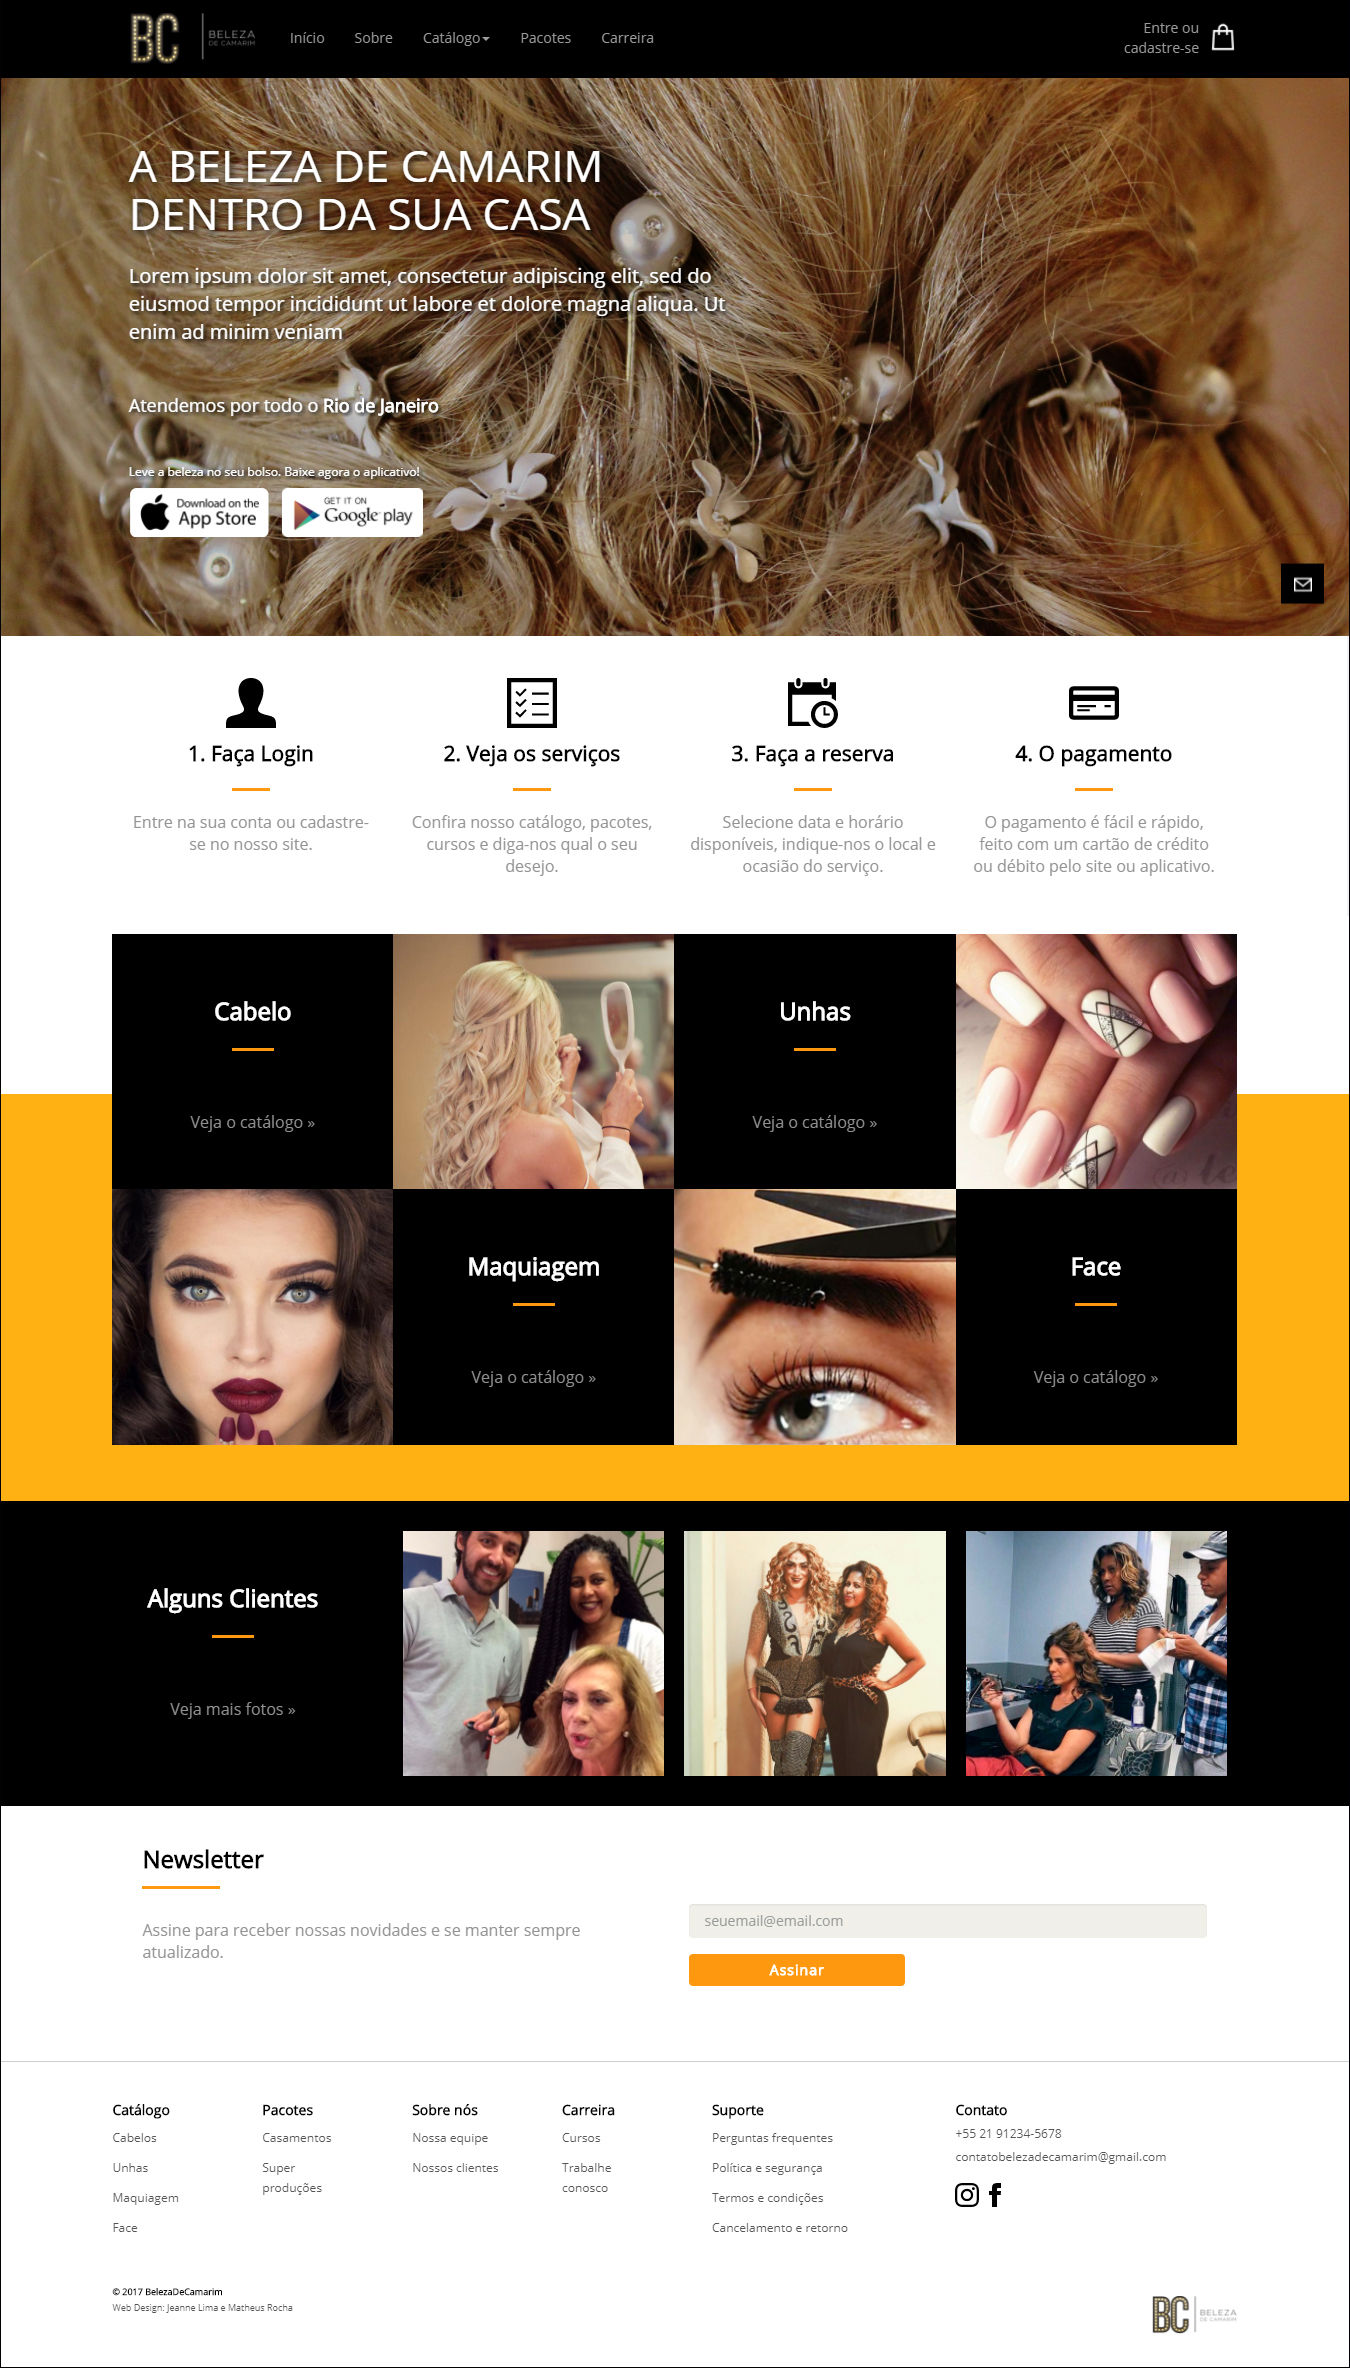 BC BELEZA DE CAMARIM
Início Sobre Catálogo Pacotes Carreira
Entre ou
cadastre-se
A BELEZA DE CAMARIM
DENTRO DA SUA CASA
Lorem ipsum dolor sit amet, consectetur adipiscing elit, sed do
eiusmod tempor incididunt ut labore et dolore magna aliqua. Ut
enim ad minim veniam
Atendemos por todo o Rio de Janeiro
Leve a beleza no seu bolso. Baixe agora o aplicativo!
Download on the
App Store
GET IT ON
Google play
1. Faça Login
Entre na sua conta ou cadastre-
se no nosso site.
2. Veja os serviços
Confira nosso catálogo, pacotes,
cursos e diga-nos qual o seu
desejo.
3. Faça a reserva
Selecione data e horário
disponíveis, indique-nos o local e
ocasião do serviço.
4. O pagamento
O pagamento é fácil e rápido,
feito com um cartão de crédito
ou débito pelo site ou aplicativo.
Cabelo
Veja o catálogo »
Unhas
Veja o catálogo »
Maquiagem
Veja o catálogo »
Face
Veja o catálogo »
Alguns Clientes
Veja mais fotos »
Newsletter
Assine para receber nossas novidades e se manter sempre
atualizado.
seuemail@email.com
Assinar
Catálogo
Cabelos
Unhas
Maquiagem
Face
Pacotes
Casamentos
Super
produções
Sobre nós
Nossa equipe
Nossos clientes
Carreira
Cursos
Trabalhe
conosco
Suporte
Perguntas frequentes
Política e segurança
Termos e condições
Cancelamento e retorno
Contato
+55 21 91234-5678
contatobelezadecamarim@gmail.com
© 2017 BelezaDeCamarim
Web Design: Jeanne Lima e Matheus Rocha
BC BELEZA DE CAMARIM